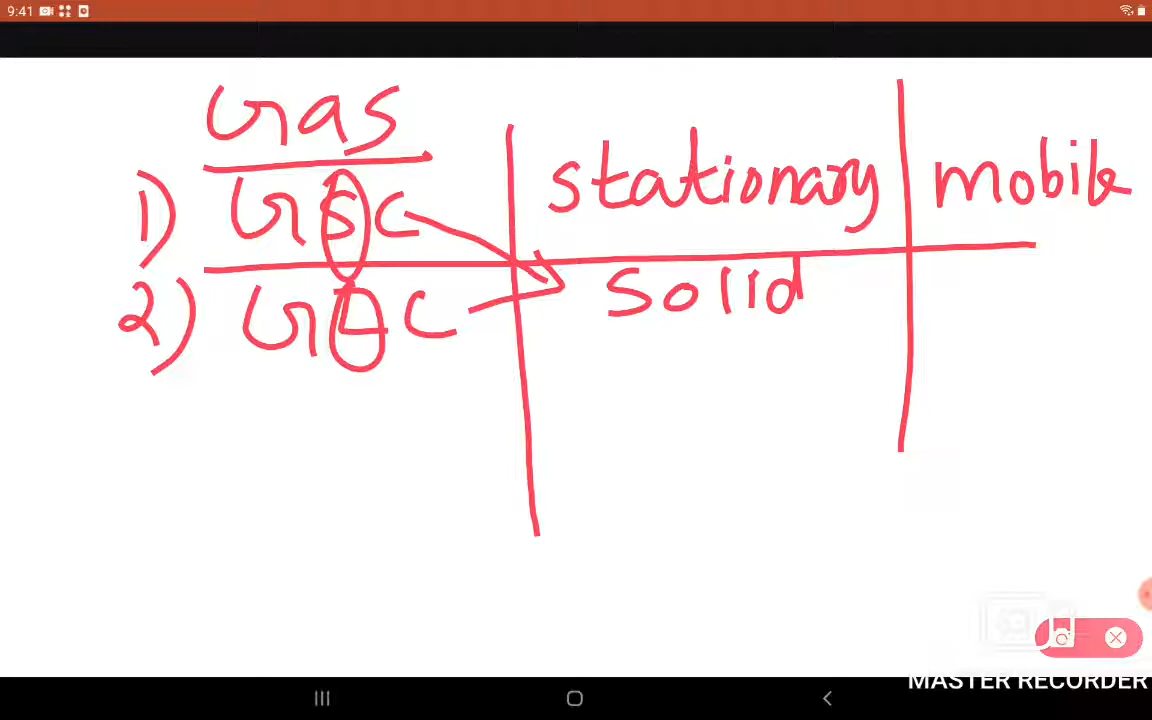 9:41
Gas
stationary mobile
1) GSC
solid
2) GLC
MASTER RECORDER